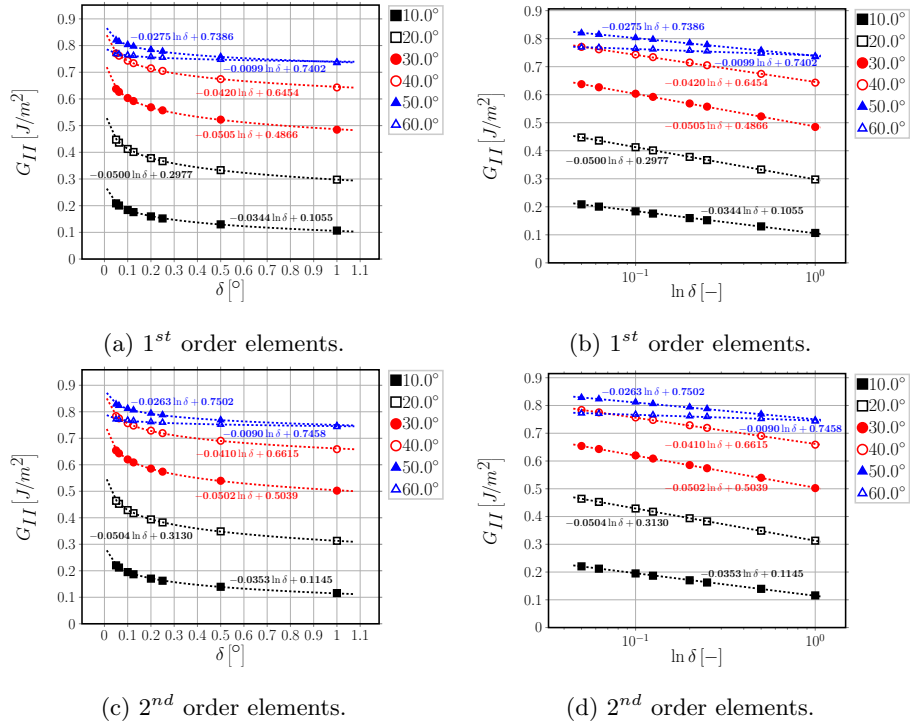 0.9
0.8
0.7
0.6
0.5
0.4
0.3
0.2
0.1
0
G_{II} [J/m^2]
−0.0275 ln δ + 0.7386
−0.0099 ln δ + 0.7402
−0.0420 ln δ + 0.6454
−0.0505 ln δ + 0.4866
−0.0500 ln δ + 0.2977
−0.0344 ln δ + 0.1055
0 0.1 0.2 0.3 0.4 0.5 0.6 0.7 0.8 0.9 1 1.1
δ [°]
10.0°
20.0°
30.0°
40.0°
50.0°
60.0°
(a) 1^{st} order elements.
0.9
0.8
0.7
0.6
0.5
0.4
0.3
0.2
0.1
0
G_{II} [J/m^2]
−0.0275 ln δ + 0.7386
−0.0099 ln δ + 0.7402
−0.0420 ln δ + 0.6454
−0.0505 ln δ + 0.4866
−0.0500 ln δ + 0.2977
−0.0344 ln δ + 0.1055
10^{−1} 10^{0}
ln δ [−]
10.0°
20.0°
30.0°
40.0°
50.0°
60.0°
(b) 1^{st} order elements.
0.9
0.8
0.7
0.6
0.5
0.4
0.3
0.2
0.1
0
G_{II} [J/m^2]
−0.0263 ln δ + 0.7502
−0.0090 ln δ + 0.7458
−0.0410 ln δ + 0.6615
−0.0502 ln δ + 0.5039
−0.0504 ln δ + 0.3130
−0.0353 ln δ + 0.1145
0 0.1 0.2 0.3 0.4 0.5 0.6 0.7 0.8 0.9 1 1.1
δ [°]
10.0°
20.0°
30.0°
40.0°
50.0°
60.0°
(c) 2^{nd} order elements.
0.9
0.8
0.7
0.6
0.5
0.4
0.3
0.2
0.1
0
G_{II} [J/m^2]
−0.0263 ln δ + 0.7502
−0.0090 ln δ + 0.7458
−0.0410 ln δ + 0.6615
−0.0502 ln δ + 0.5039
−0.0504 ln δ + 0.3130
−0.0353 ln δ + 0.1145
10^{−1} 10^{0}
ln δ [−]
10.0°
20.0°
30.0°
40.0°
50.0°
60.0°
(d) 2^{nd} order elements.